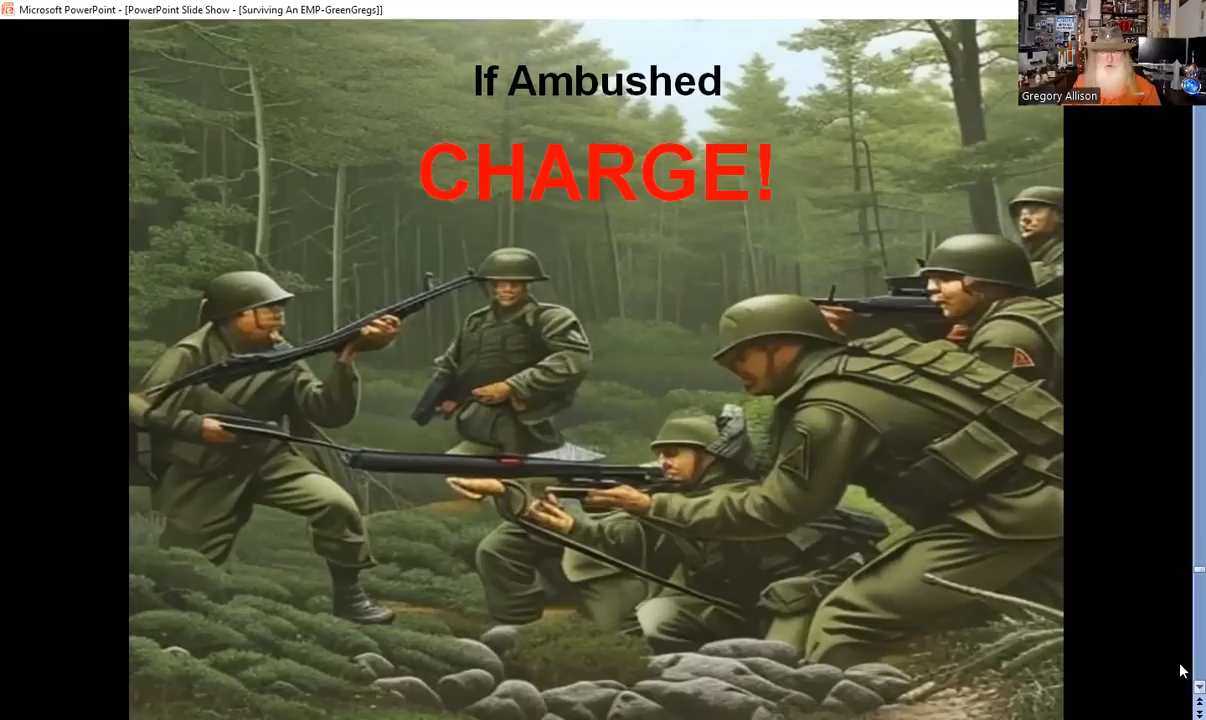 Microsoft PowerPoint - [PowerPoint Slide Show - [Surviving An EMP-GreenGregs]]
If Ambushed
CHARGE!
Gregory Allison